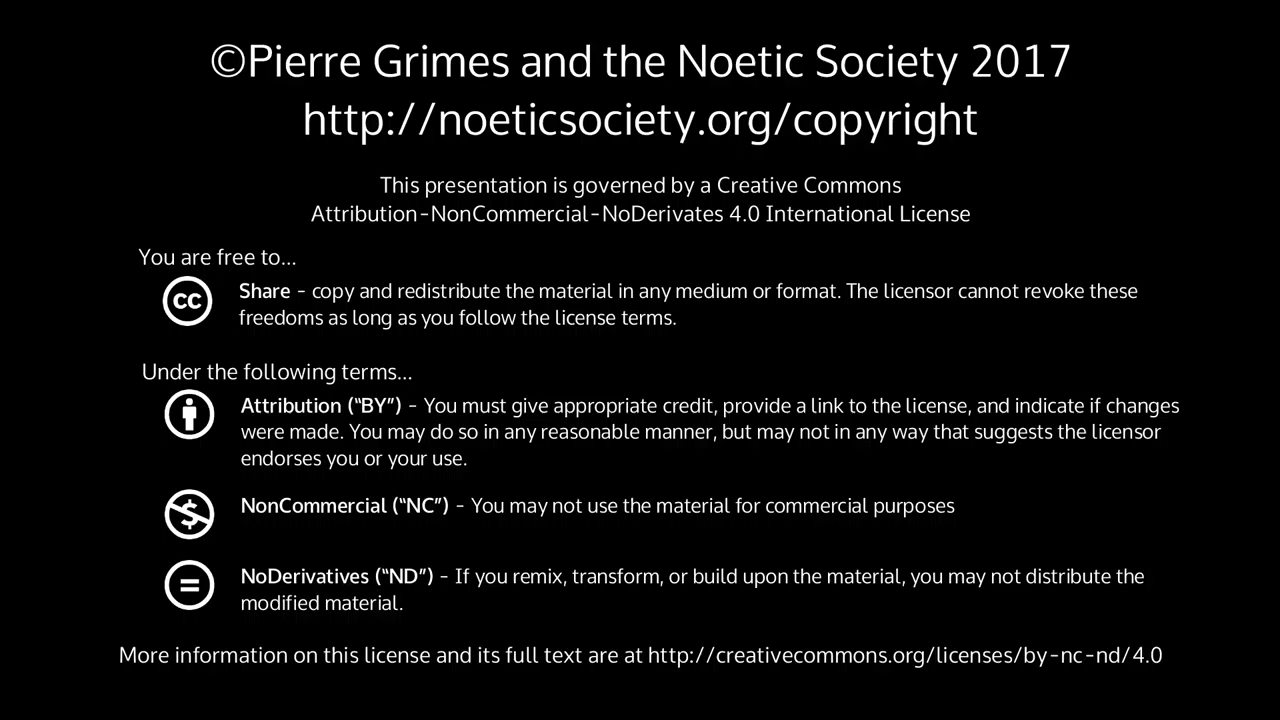 ©Pierre Grimes and the Noetic Society 2017
http://noeticsociety.org/copyright
This presentation is governed by a Creative Commons
Attribution-NonCommercial-NoDerivates 4.0 International License
You are free to...
CC
Share - copy and redistribute the material in any medium or format. The licensor cannot revoke these
freedoms as long as you follow the license terms.
Under the following terms...
Attribution (“BY”) - You must give appropriate credit, provide a link to the license, and indicate if changes
were made. You may do so in any reasonable manner, but may not in any way that suggests the licensor
endorses you or your use.
$
NonCommercial (“NC”) - You may not use the material for commercial purposes
=
NoDerivatives (“ND”) - If you remix, transform, or build upon the material, you may not distribute the
modified material.
More information on this license and its full text are at http://creativecommons.org/licenses/by-nc-nd/4.0